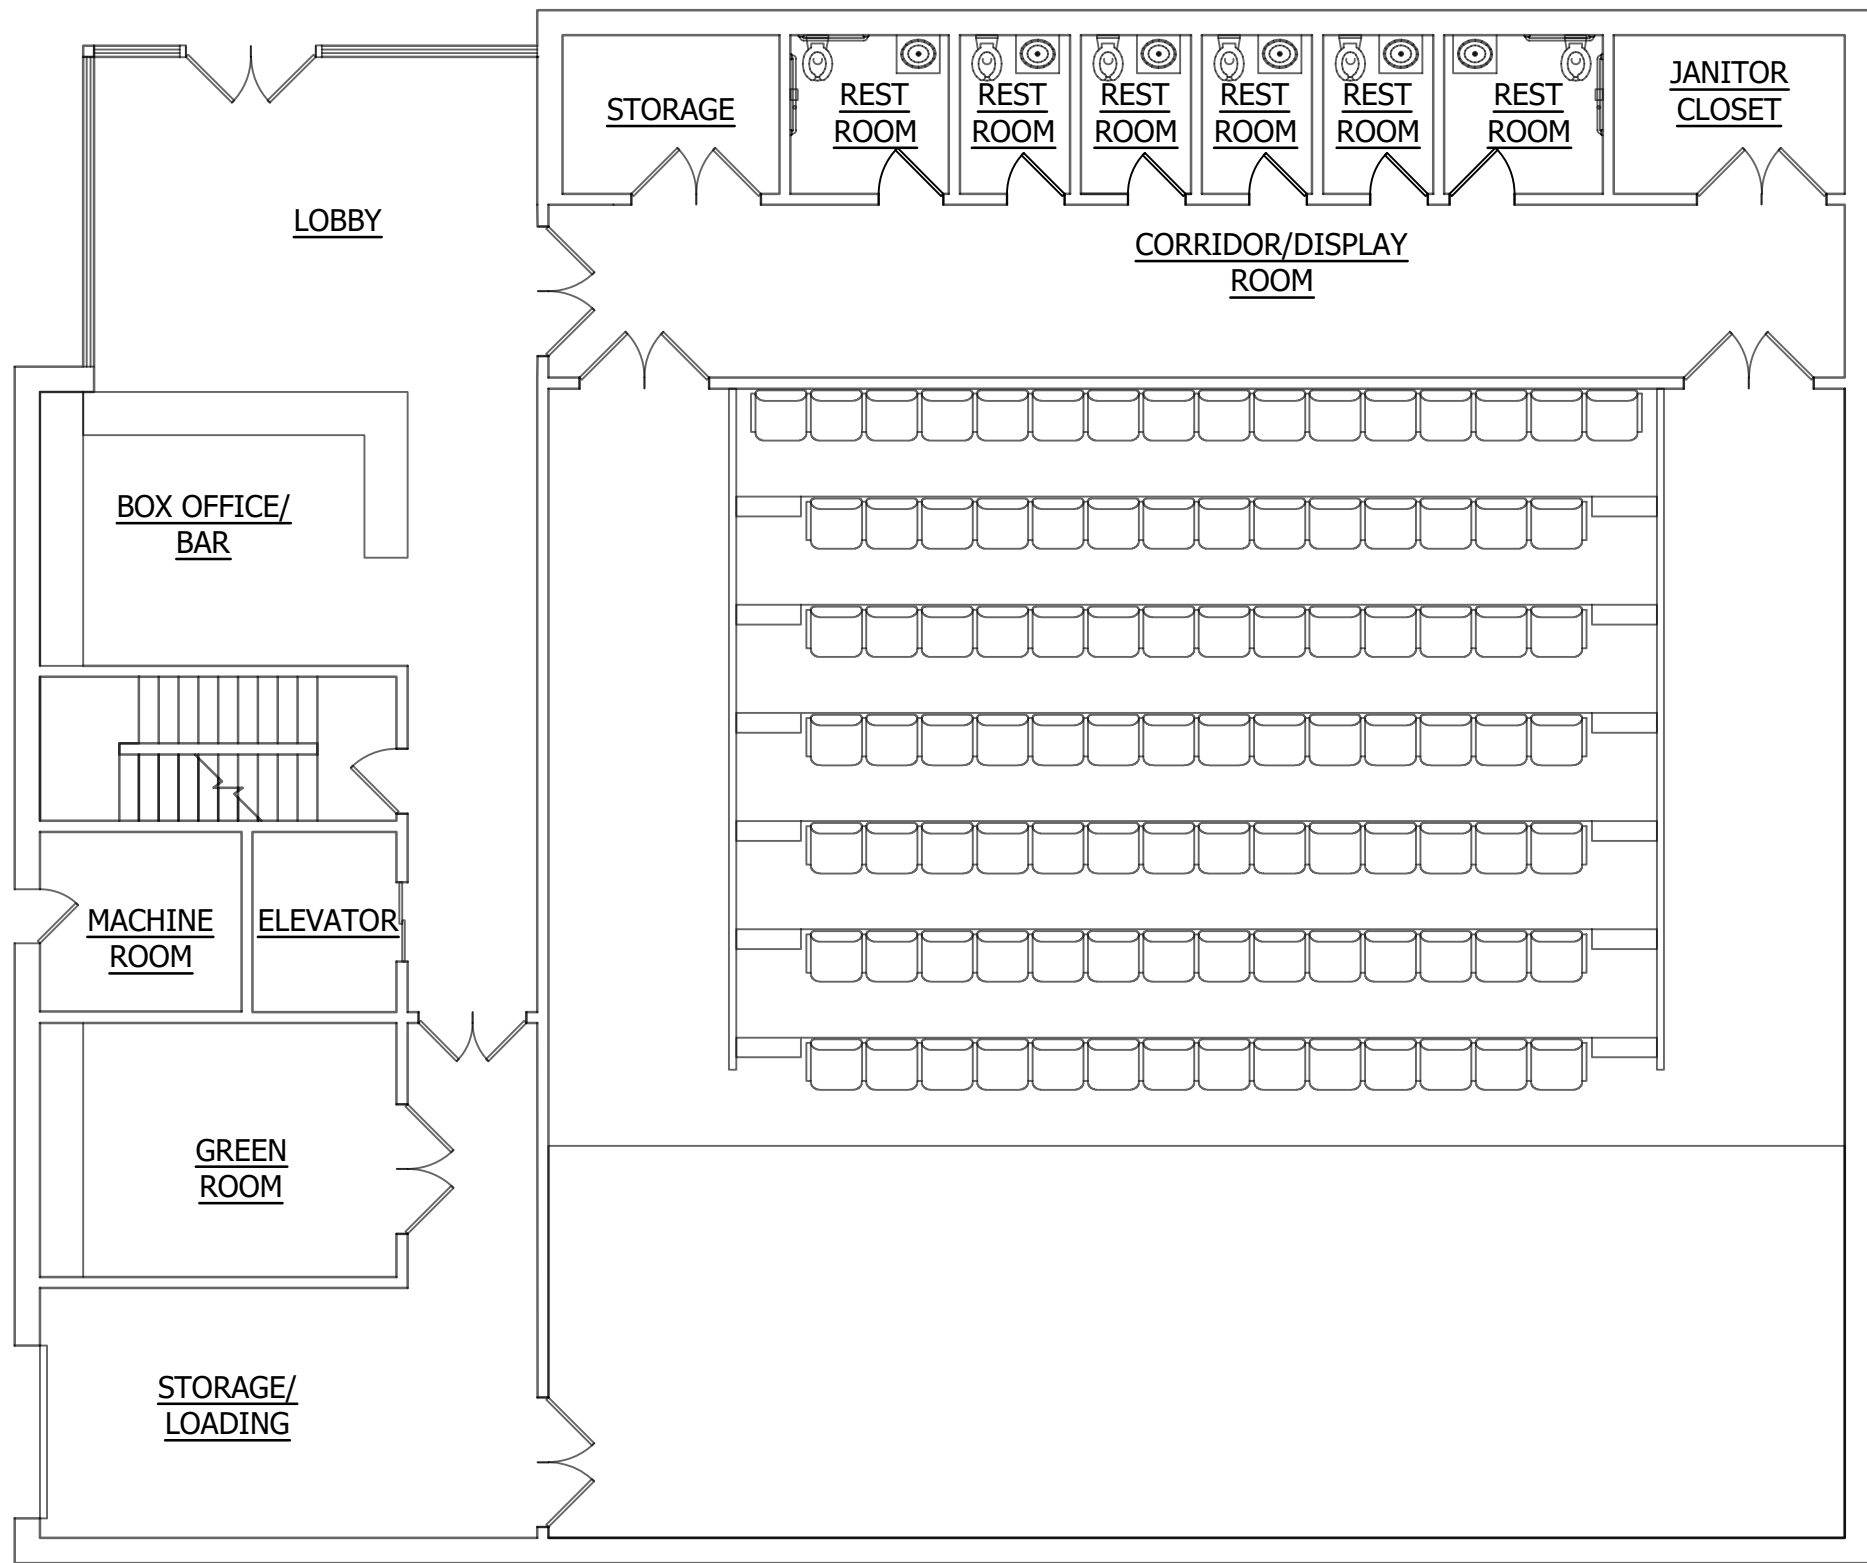 STORAGE
REST
ROOM
REST
ROOM
REST
ROOM
REST
ROOM
REST
ROOM
REST
ROOM
JANITOR
CLOSET
LOBBY
CORRIDOR/DISPLAY
ROOM
BOX OFFICE/
BAR
MACHINE
ROOM
ELEVATOR
GREEN
ROOM
STORAGE/
LOADING